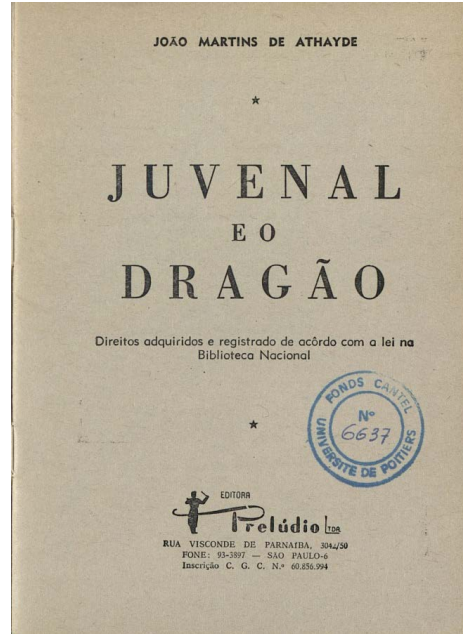 JOÃO MARTINS DE ATHAYDE
JUVENAL
E O
DRAGÃO
Direitos adquiridos e registrado de acôrdo com a lei na
Biblioteca Nacional
FONDS CANTEL
Nº
6637
UNIVERSITE DE POITIERS
EDITORA
Prelúdio LTDA.
RUA VISCONDE DE PARNAÍBA,
FONE: 93-3897 — SÃO PAULO-6
Inscrição C. G. C. N.º 60.856.994